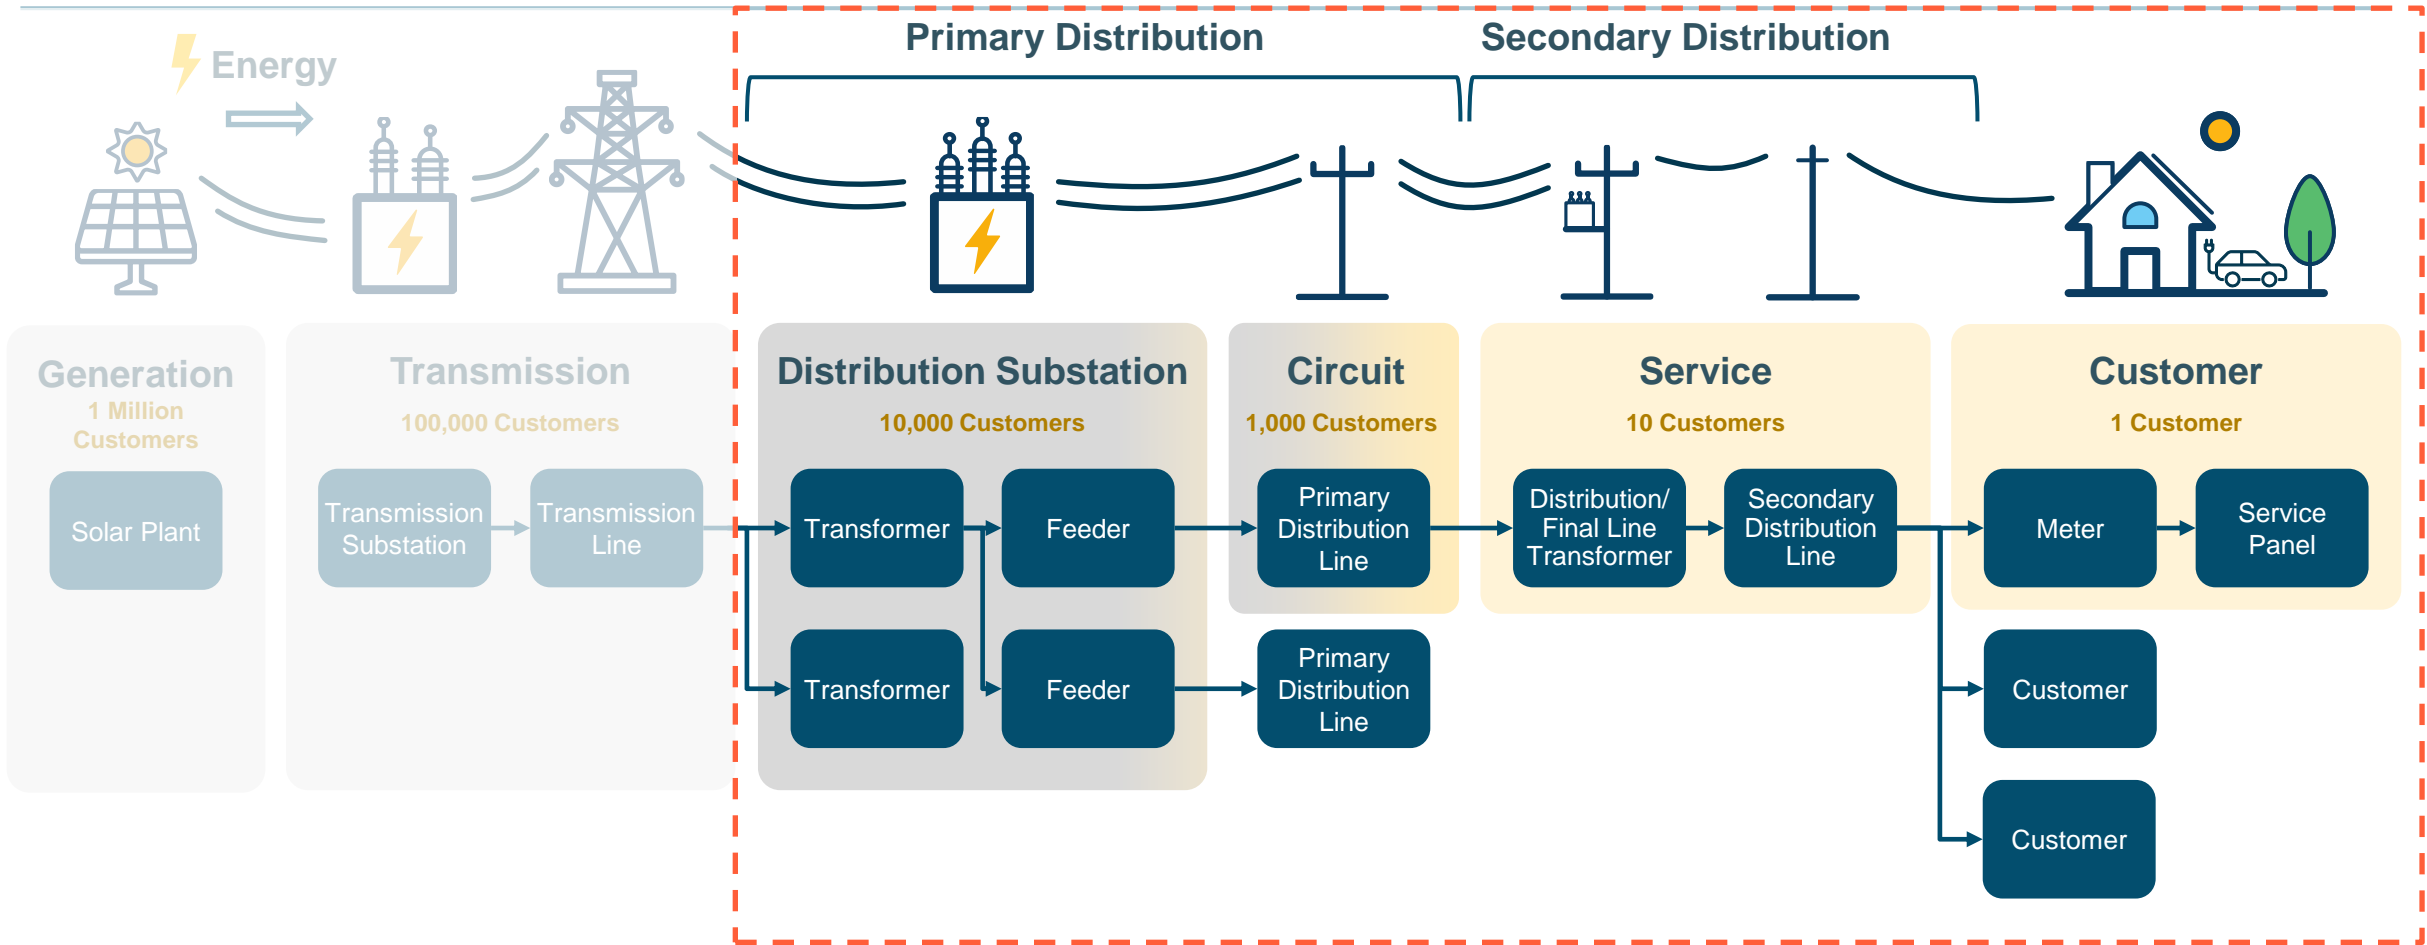 Primary Distribution
Secondary Distribution
Energy
Generation
1 Million
Customers
Solar Plant
Transmission
100,000 Customers
Transmission
Substation
Transmission
Line
Distribution Substation
10,000 Customers
Transformer
Feeder
Transformer
Feeder
Circuit
1,000 Customers
Primary
Distribution
Line
Primary
Distribution
Line
Service
10 Customers
Distribution/
Final Line
Transformer
Secondary
Distribution
Line
Customer
1 Customer
Meter
Service
Panel
Customer
Customer